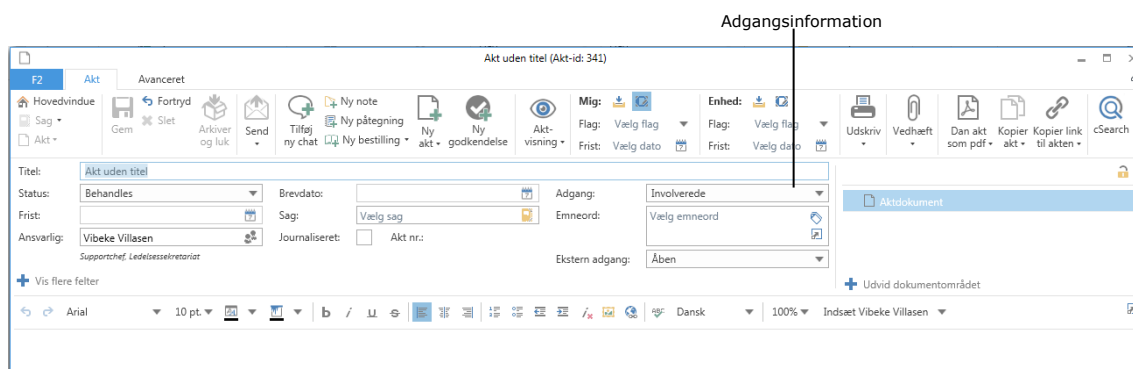 Adgangsinformation
Akt uden titel (Akt-id: 341)
F2 Akt Avanceret
Hovedvindue
Sag
Akt
Gem
Fortryd
Slet
Arkiver
og luk
Send
Tilføj
ny chat
Ny note
Ny påtegning
Ny bestilling
Ny
akt
Ny
godkendelse
Akt-
visning
Mig:
Flag: Vælg flag
Frist: Vælg dato
Enhed:
Flag: Vælg flag
Frist: Vælg dato
Udskriv
Vedhæft
Dan akt
som pdf
Kopier
akt
Kopier link
til akten
cSearch
Titel: Akt uden titel
Status: Behandles
Frist:
Ansvarlig: Vibeke Villasen
Supportchef, Ledelsessekretariat
Vis flere felter
Brevdato:
Sag: Vælg sag
Journaliseret: Akt nr.:
Adgang: Involverede
Emneord: Vælg emneord
Ekstern adgang: Åben
Aktdokument
Udvid dokumentområdet
Arial 10 pt. b i u s ABC Dansk 100% Indsæt Vibeke Villasen